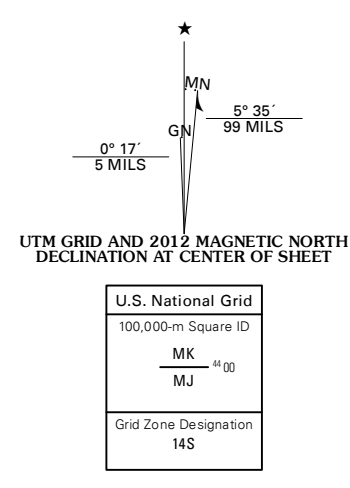 ★
MN
GN
5° 35´
99 MILS
0° 17´
5 MILS
UTM GRID AND 2012 MAGNETIC NORTH
DECLINATION AT CENTER OF SHEET
U.S. National Grid
100,000-m Square ID
MK
44 00
MJ
Grid Zone Designation
14S